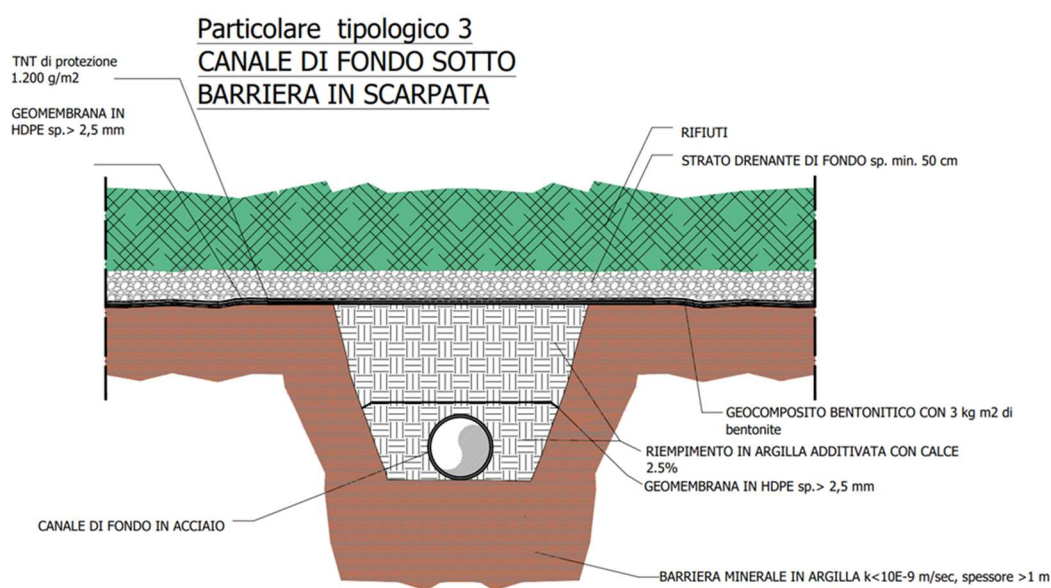 Particolare tipologico 3
CANALE DI FONDO SOTTO
BARRIERA IN SCARPATA
TNT di protezione
1.200 g/m2
GEOMEMBRANA IN
HDPE sp.> 2,5 mm
RIFIUTI
STRATO DRENANTE DI FONDO sp. min. 50 cm
GEOCOMPOSITO BENTONITICO CON 3 kg m2 di
bentonite
RIEMPIMENTO IN ARGILLA ADDITIVATA CON CALCE
2.5%
GEOMEMBRANA IN HDPE sp.> 2,5 mm
CANALE DI FONDO IN ACCIAIO
BARRIERA MINERALE IN ARGILLA k<10E-9 m/sec, spessore >1 m